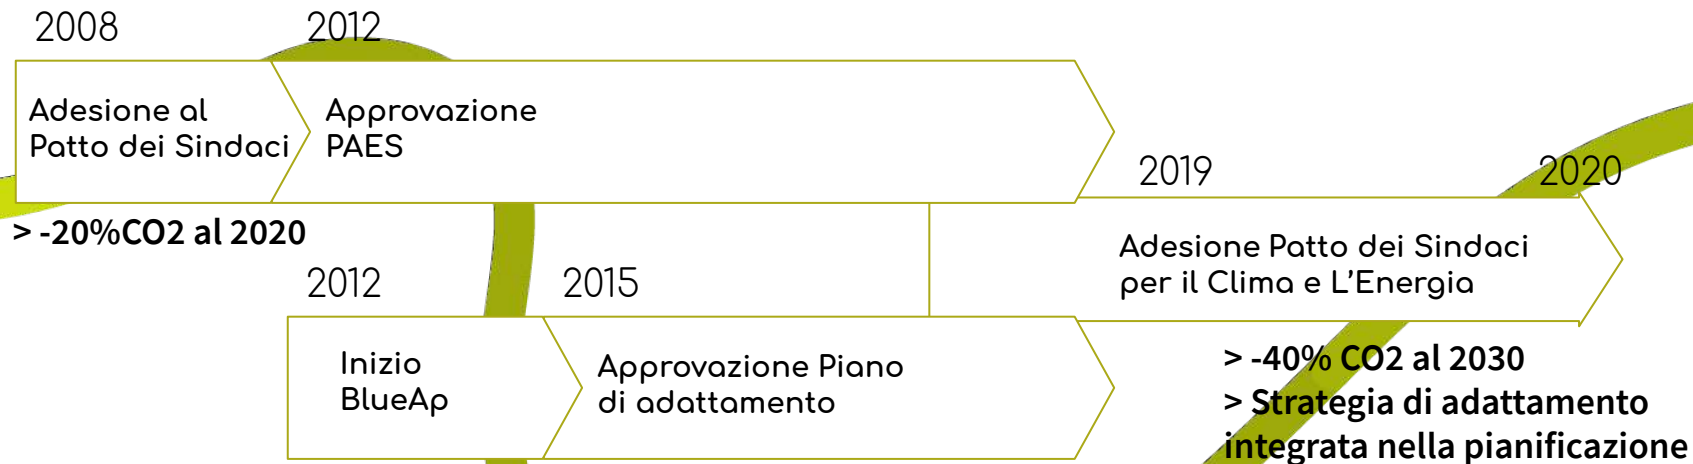 2008
2012
Adesione al
Patto dei Sindaci
Approvazione
PAES
> -20%CO2 al 2020
2019
2020
Adesione Patto dei Sindaci
per il Clima e L'Energia
2012
2015
Inizio
BlueAp
Approvazione Piano
di adattamento
> -40% CO2 al 2030
> Strategia di adattamento
integrata nella pianificazione